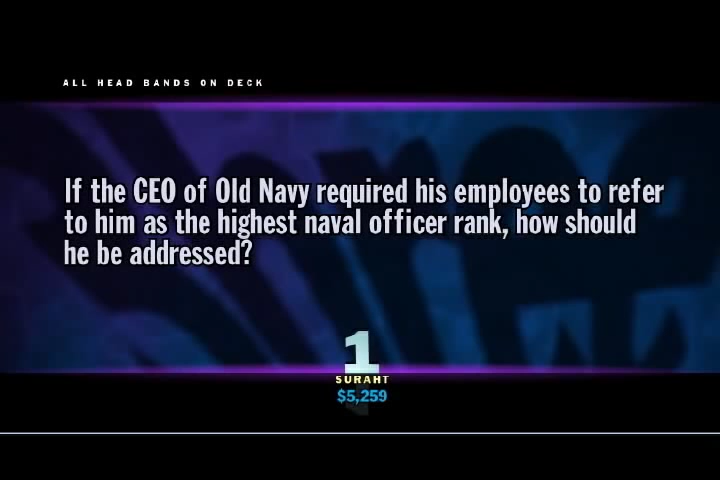 ALL HEAD BANDS ON DECK
If the CEO of Old Navy required his employees to refer
to him as the highest naval officer rank, how should
he be addressed?
1
SURAHT
$5,259